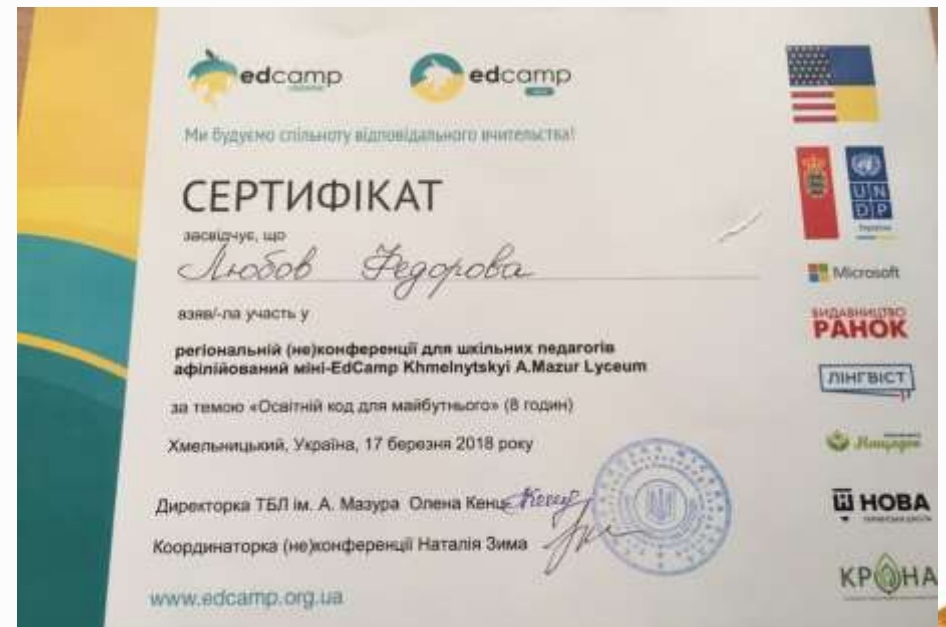 edcamp
edcamp
Ми будуємо спільноту відповідального вчительства!
СЕРТИФІКАТ
засвідчує, що
Любов Федорова
взяв/-ла участь у
регіональній (не)конференції для шкільних педагогів
афілійований міні-EdCamp Khmelnytskyi A.Mazur Lyceum
за темою «Освітній код для майбутнього» (8 годин)
Хмельницький, Україна, 17 березня 2018 року
Директорка ТБЛ ім. А. Мазура Олена Кенц
Координаторка (не)конференції Наталія Зима
www.edcamp.org.ua
UN
DP
Microsoft
ВИДАВНИЦТВО
РАНОК
ЛІНГВІСТ
НОВА
КРОНА